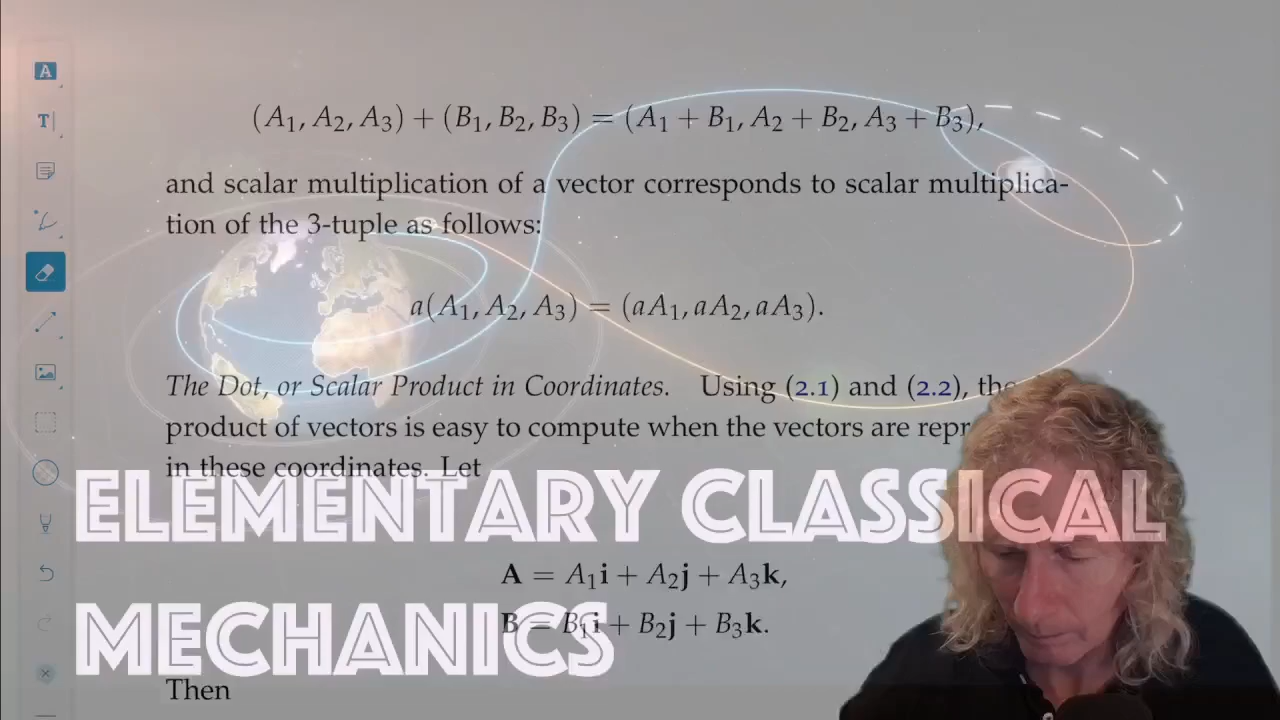 A
T
(A₁, A₂, A₃) + (B₁, B₂, B₃) = (A₁ + B₁, A₂ + B₂, A₃ + B₃),
and scalar multiplication of a vector corresponds to scalar multiplica-
tion of the 3-tuple as follows:
a(A₁, A₂, A₃) = (aA₁, aA₂, aA₃).
The Dot, or Scalar Product in Coordinates. Using (2.1) and (2.2), the
product of vectors is easy to compute when the vectors are
in these coordinates. Let
ELEMENTARY CLASSICAL
A = A₁i + A₂j + A₃k,
MECHANICS
B = B₁i + B₂j + B₃k.
Then